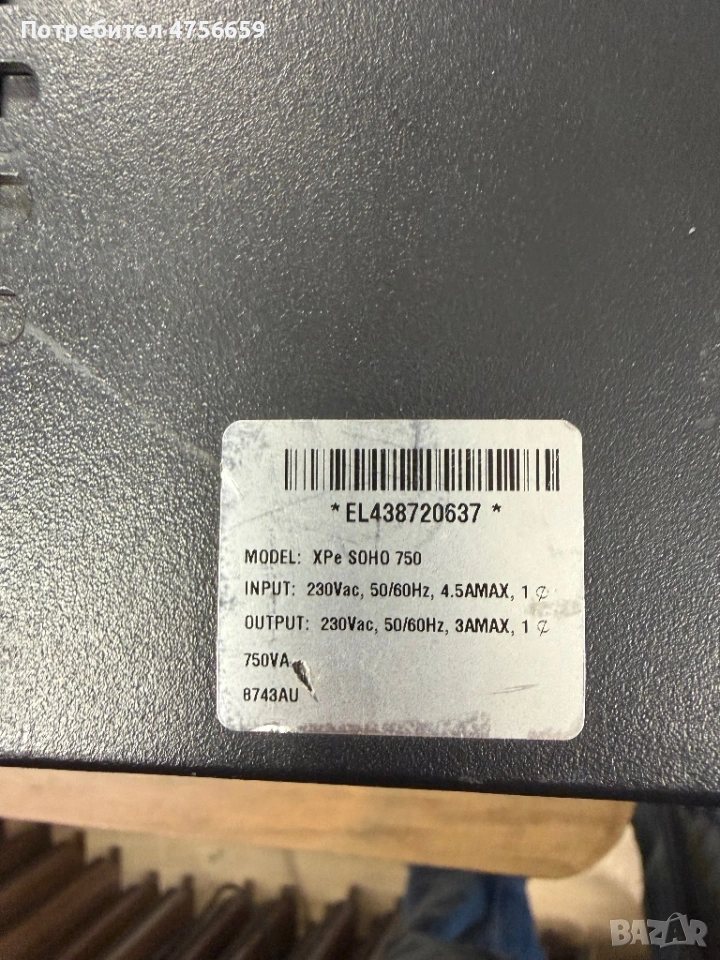 Потребител 4756659
*EL438720637 *
MODEL: XPe SOHO 750
INPUT: 230Vac, 50/60Hz, 4.5AMAX, 1 ⌀
OUTPUT: 230Vac, 50/60Hz, 3AMAX, 1 ⌀
750VA
8743AU
BAZAR